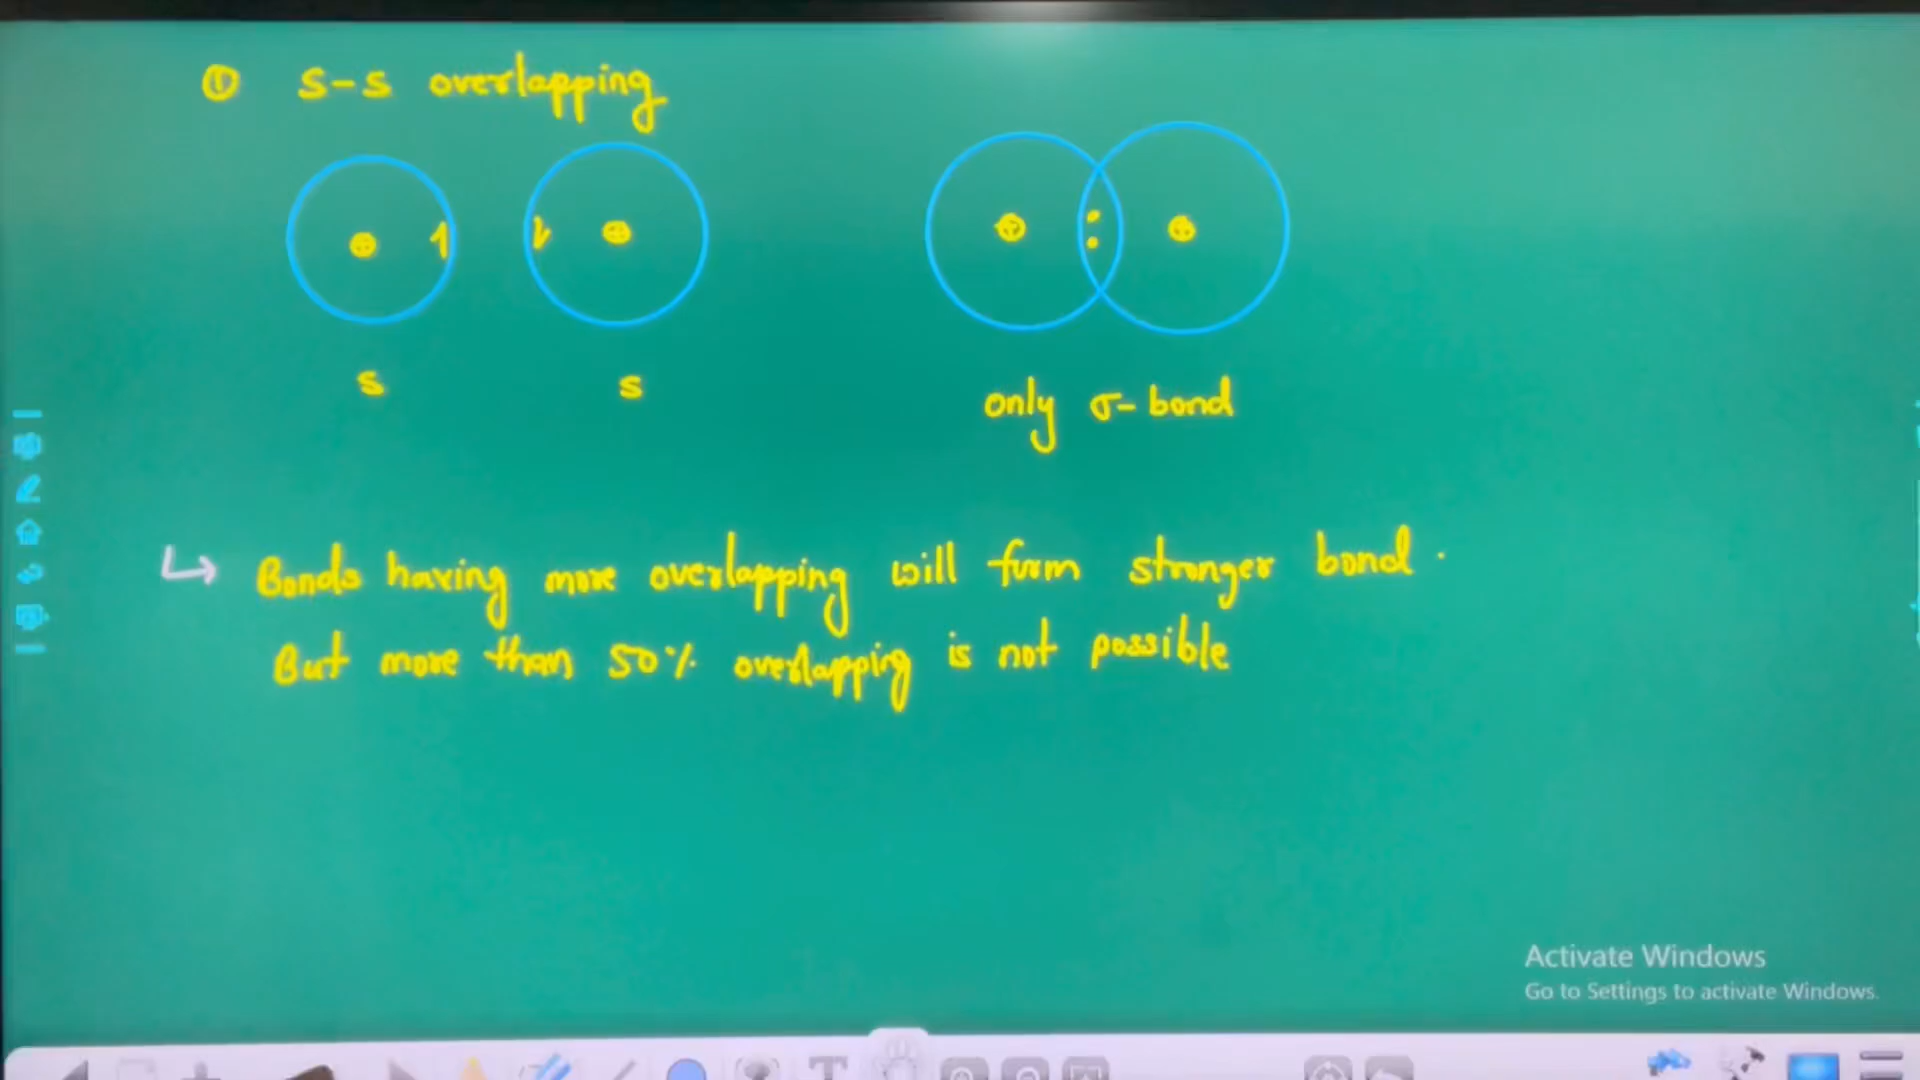 ① s-s overlapping
⊕ 1
⊕
⊕ :
⊕
s
s
only σ-bond
↳ Bonds having more overlapping will form stronger bond.
But more than 50% overlapping is not possible
Activate Windows
Go to Settings to activate Windows.
T